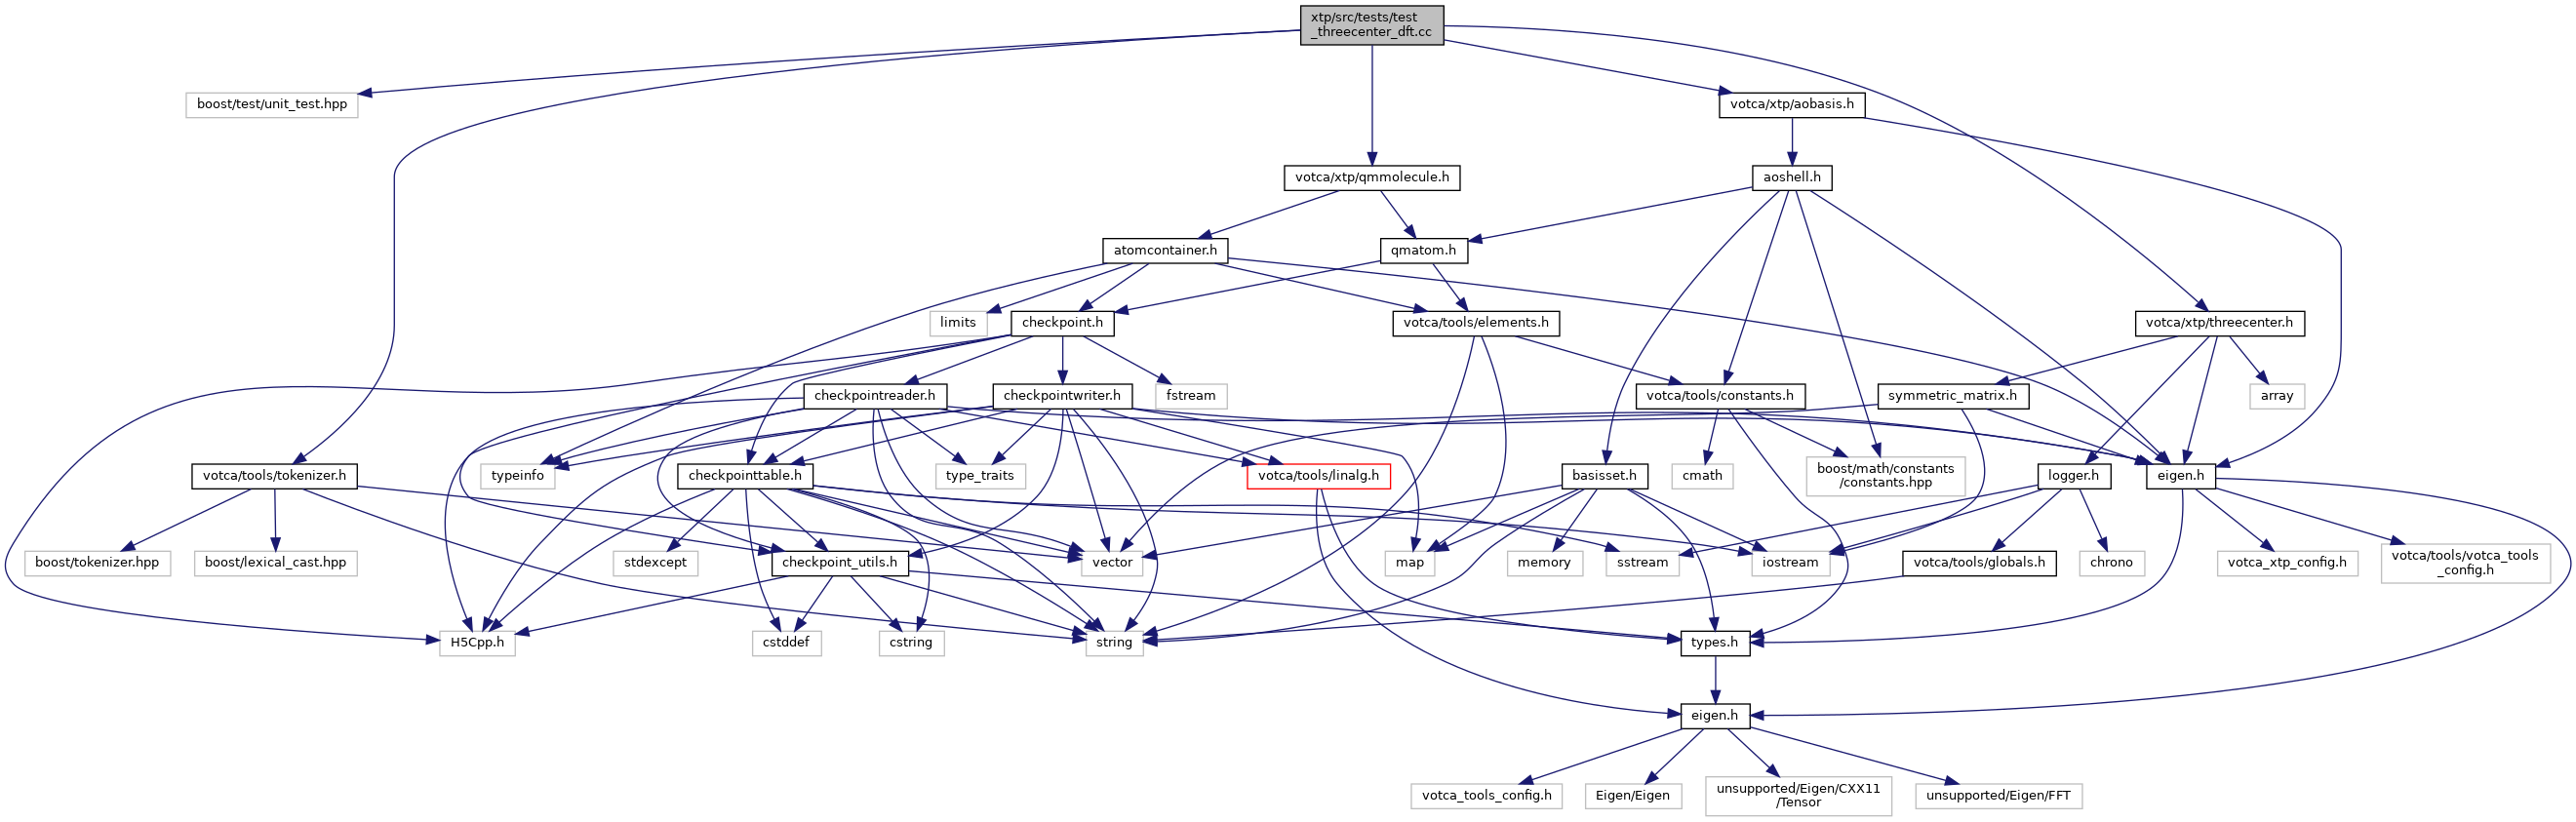 xtp/src/tests/test
_threecenter_dft.cc
boost/test/unit_test.hpp
votca/xtp/aobasis.h
votca/xtp/qmmolecule.h
aoshell.h
atomcontainer.h
qmatom.h
limits
checkpoint.h
votca/tools/elements.h
votca/xtp/threecenter.h
checkpointreader.h
checkpointwriter.h
fstream
votca/tools/constants.h
symmetric_matrix.h
array
votca/tools/tokenizer.h
typeinfo
checkpointtable.h
type_traits
votca/tools/linalg.h
basisset.h
cmath
boost/math/constants
/constants.hpp
logger.h
eigen.h
boost/tokenizer.hpp
boost/lexical_cast.hpp
stdexcept
checkpoint_utils.h
vector
map
memory
sstream
iostream
votca/tools/globals.h
chrono
votca_xtp_config.h
votca/tools/votca_tools
_config.h
H5Cpp.h
cstddef
cstring
string
types.h
eigen.h
votca_tools_config.h
Eigen/Eigen
unsupported/Eigen/CXX11
/Tensor
unsupported/Eigen/FFT